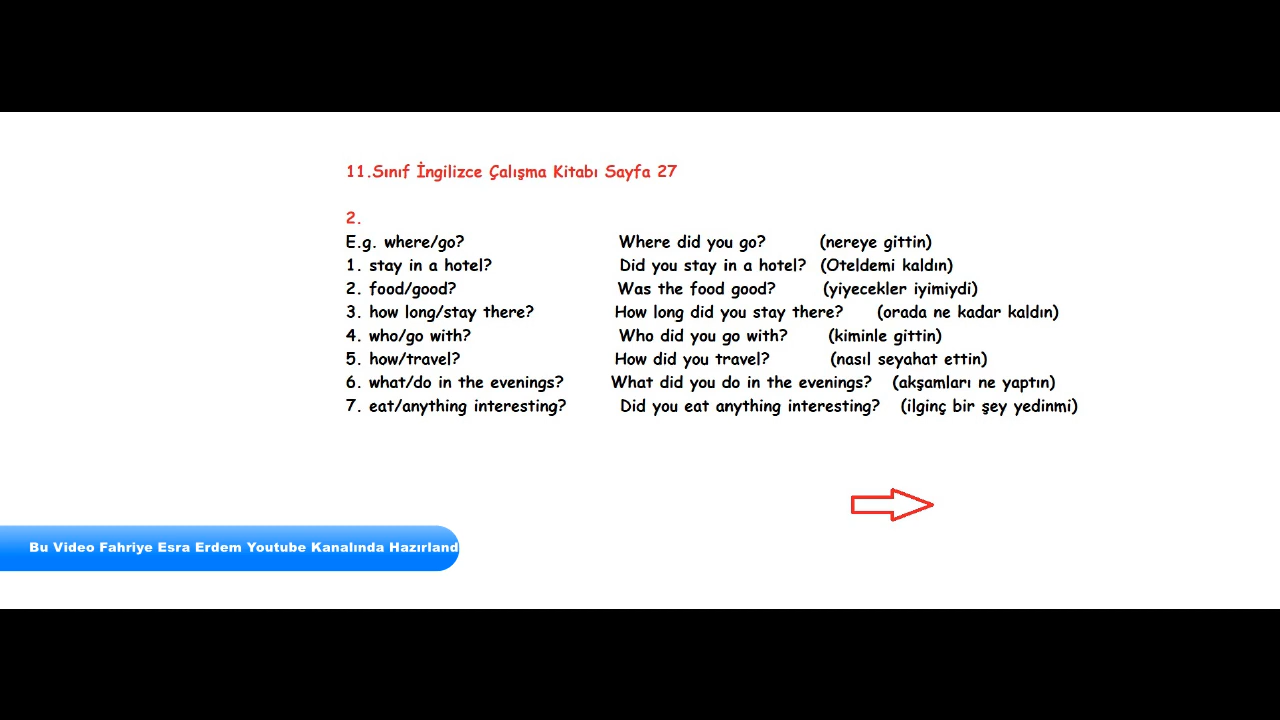 11.Sınıf İngilizce Çalışma Kitabı Sayfa 27
2.
E.g. where/go? Where did you go? (nereye gittin)
1. stay in a hotel? Did you stay in a hotel? (Oteldemi kaldın)
2. food/good? Was the food good? (yiyecekler iyimiydi)
3. how long/stay there? How long did you stay there? (orada ne kadar kaldın)
4. who/go with? Who did you go with? (kiminle gittin)
5. how/travel? How did you travel? (nasıl seyahat ettin)
6. what/do in the evenings? What did you do in the evenings? (akşamları ne yaptın)
7. eat/anything interesting? Did you eat anything interesting? (ilginç bir şey yedinmi)
Bu Video Fahriye Esra Erdem Youtube Kanalında Hazırland